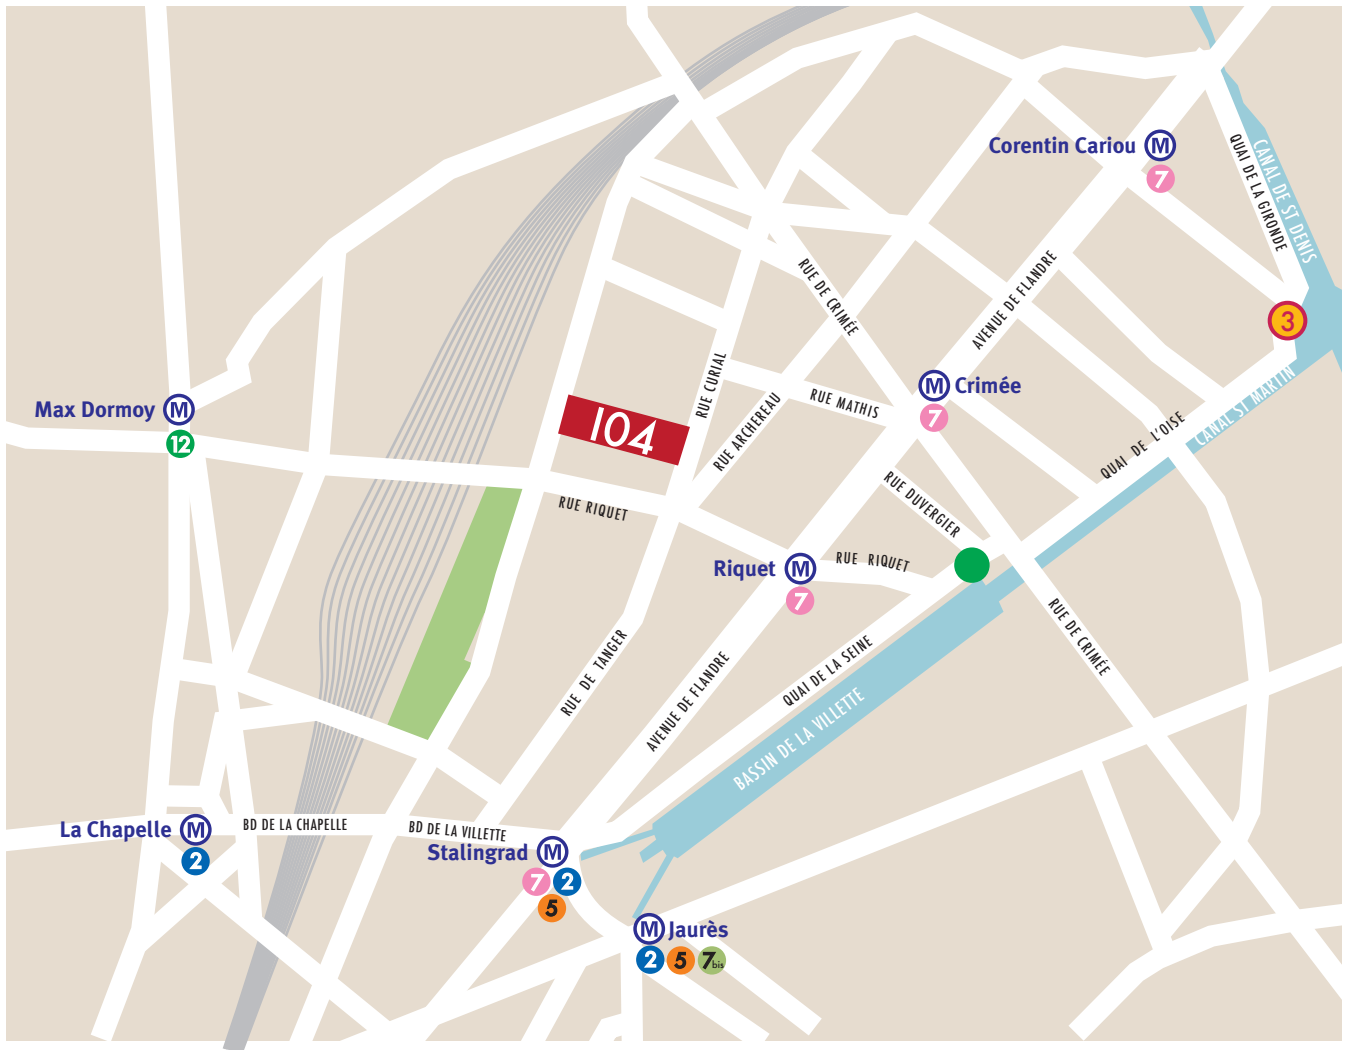 Corentin Cariou M
7
QUAI DE LA GIRONDE
CANAL DE ST DENIS
RUE DE CRIMÉE
AVENUE DE FLANDRE
3
Max Dormoy M
12
M Crimée
7
RUE CURIAL
RUE MATHIS
RUE ARCHEREAU
104
CANAL ST MARTIN
QUAI DE L'OISE
RUE RIQUET
RUE DUVERGIER
Riquet M
7
RUE RIQUET
RUE DE CRIMÉE
RUE DE TANGER
AVENUE DE FLANDRE
QUAI DE LA SEINE
BASSIN DE LA VILLETTE
La Chapelle M
2
BD DE LA CHAPELLE
BD DE LA VILLETTE
Stalingrad M
7 2
5
M Jaurès
2 5 7bis